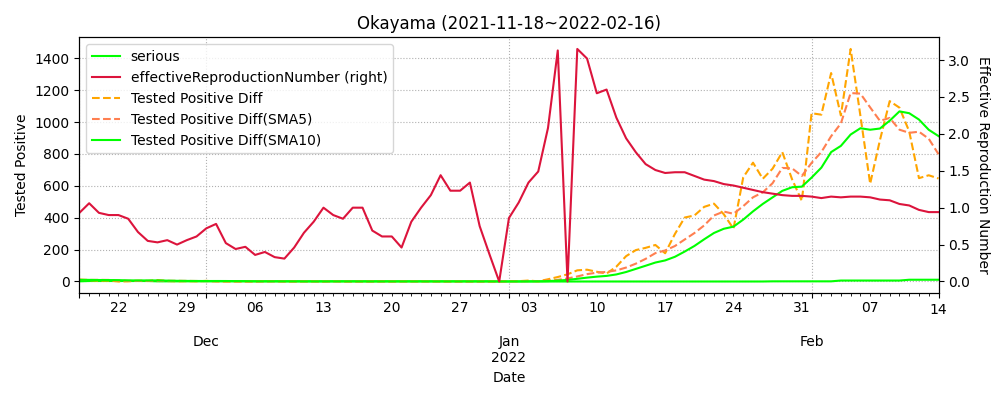 Okayama (2021-11-18~2022-02-16)
serious
effectiveReproductionNumber (right)
Tested Positive Diff
Tested Positive Diff(SMA5)
Tested Positive Diff(SMA10)
Tested Positive
1400
1200
1000
800
600
400
200
0
3.0
2.5
2.0
1.5
1.0
0.5
0.0
Effective Reproduction Number
22 29 06 13 20 27 03 10 17 24 31 07 14
Dec Jan Feb
2022
Date